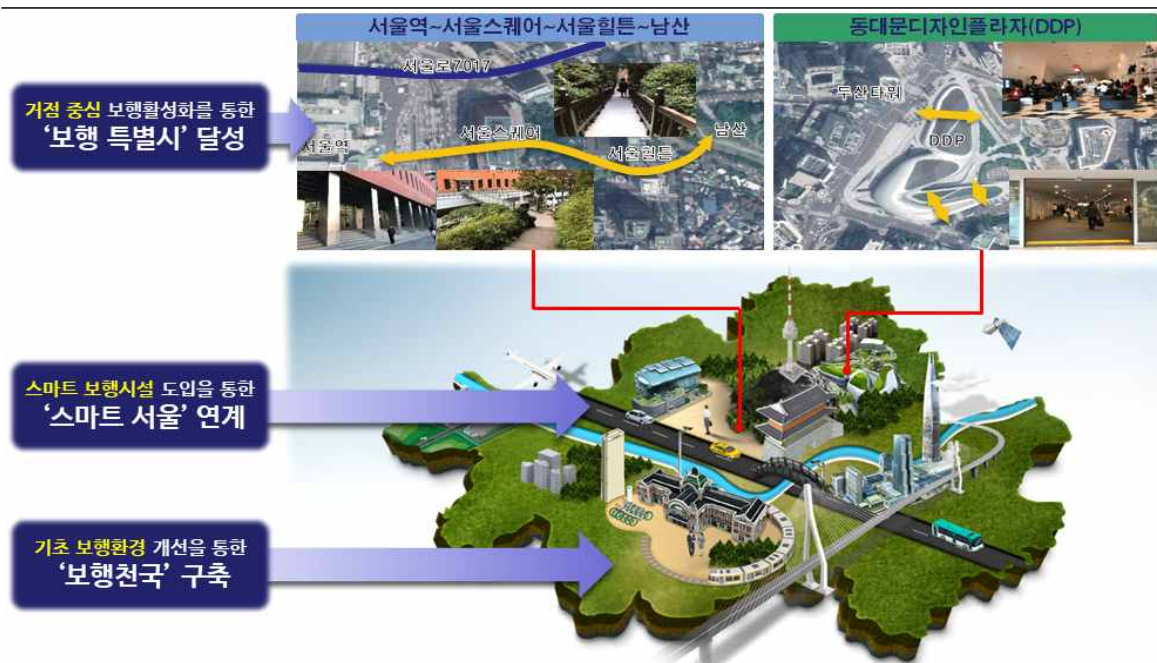 서울역~서울스퀘어~서울힐튼~남산
동대문디자인플라자(DDP)
서울로7017
서울스퀘어
남산
서울역
서울힐튼
두산타워
DDP
거점 중심 보행활성화를 통한
‘보행 특별시’ 달성
스마트 보행시설 도입을 통한
‘스마트 서울’ 연계
기초 보행환경 개선을 통한
‘보행천국’ 구축